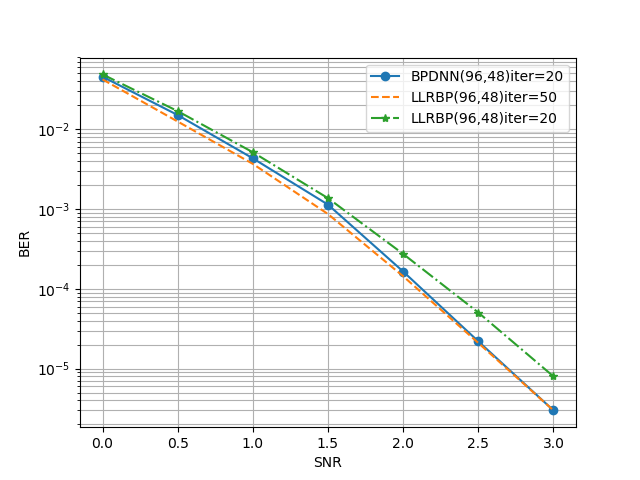 BPDNN(96,48)iter=20
LLRBP(96,48)iter=50
LLRBP(96,48)iter=20
10⁻²
10⁻³
10⁻⁴
10⁻⁵
BER
0.0 0.5 1.0 1.5 2.0 2.5 3.0
SNR